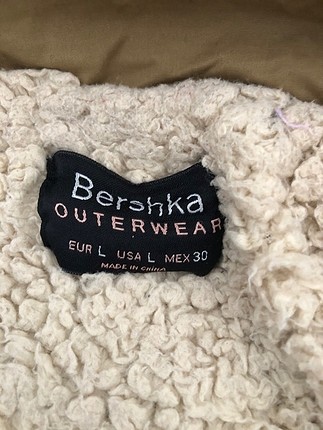 Bershka
OUTERWEAR
EUR L USA L MEX 30
MADE IN CHINA